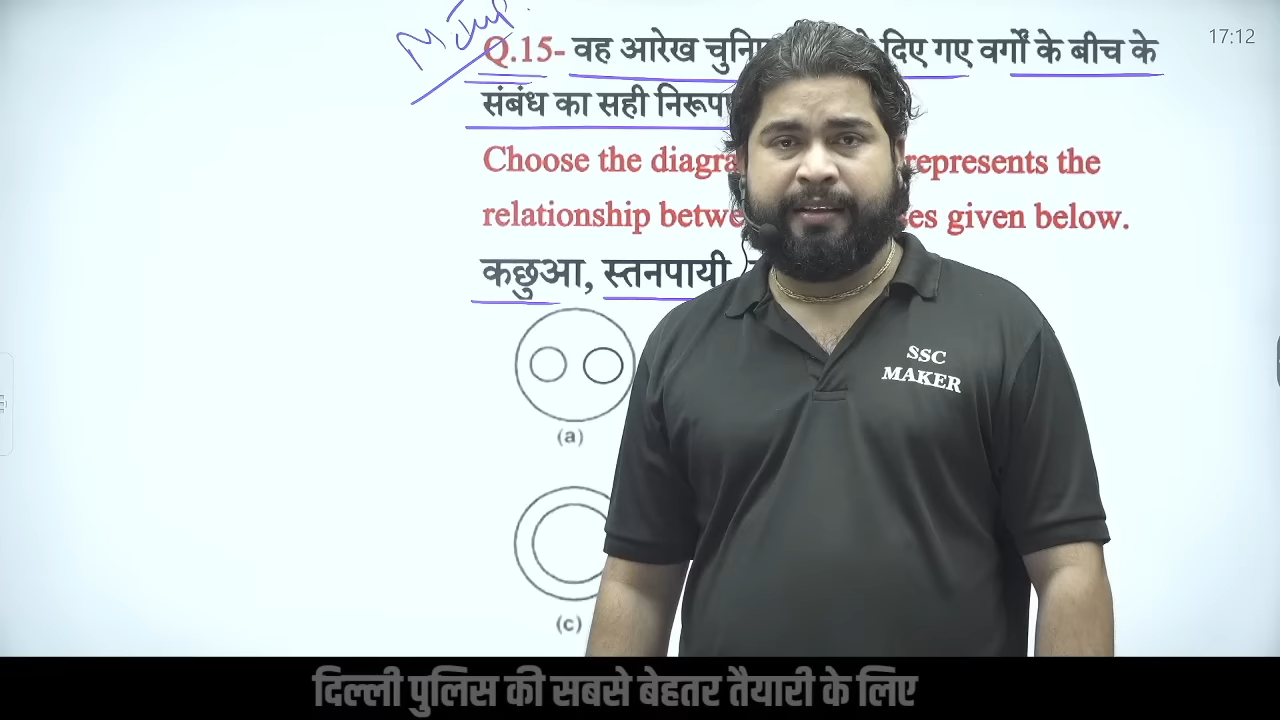 17:12
Q.15- वह आरेख चुनि दिए गए वर्गों के बीच के
संबंध का सही निरूप
Choose the diagra represents the
relationship betwe es given below.
कछुआ, स्तनपायी,
(a)
(c)
SSC
MAKER
दिल्ली पुलिस की सबसे बेहतर तैयारी के लिए